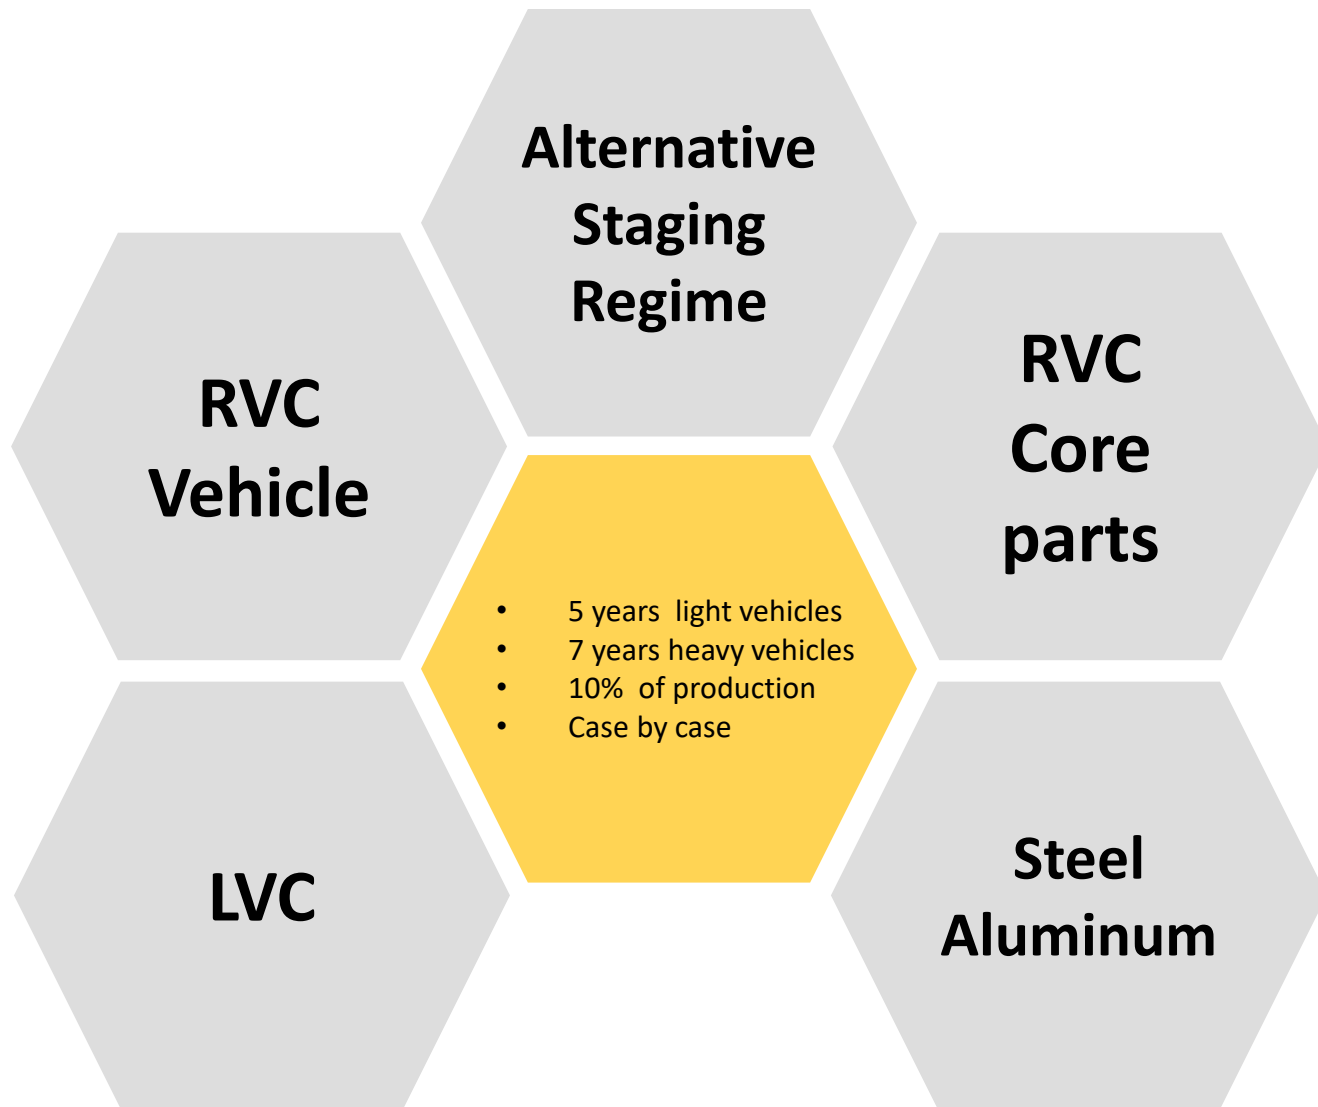 Alternative
Staging
Regime
RVC
Vehicle
RVC
Core
parts
• 5 years  light vehicles
• 7 years heavy vehicles
• 10%  of production
• Case by case
LVC
Steel
Aluminum